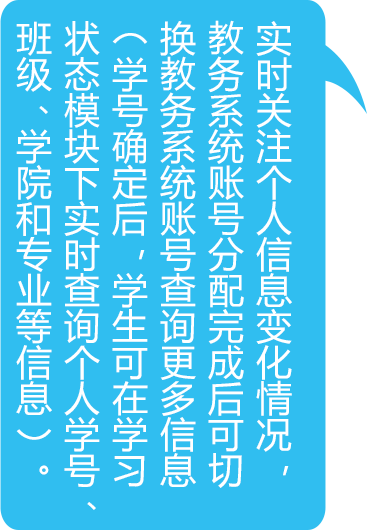 实时关注个人信息变化情况，
教务系统账号分配完成后可切
换教务系统账号查询更多信息
（学号确定后，学生可在学习
状态模块下实时查询个人学号、
班级、学院和专业等信息）。